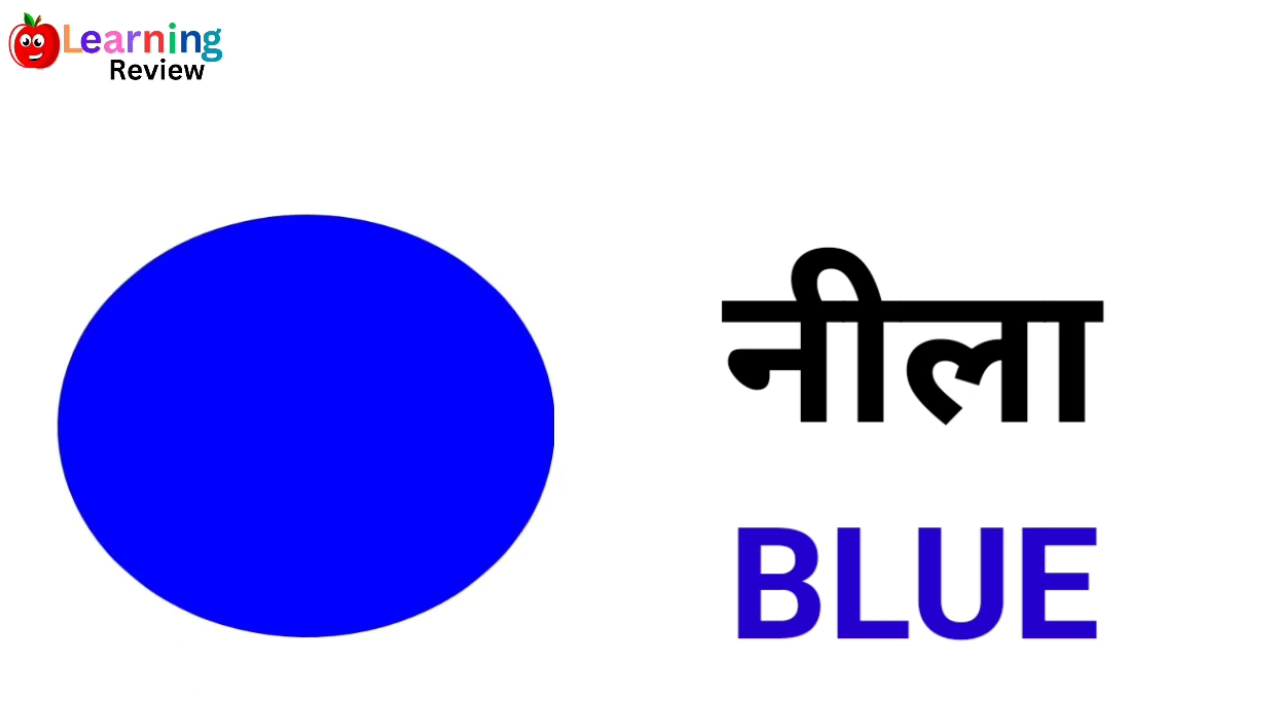 Learning
Review
नीला
BLUE